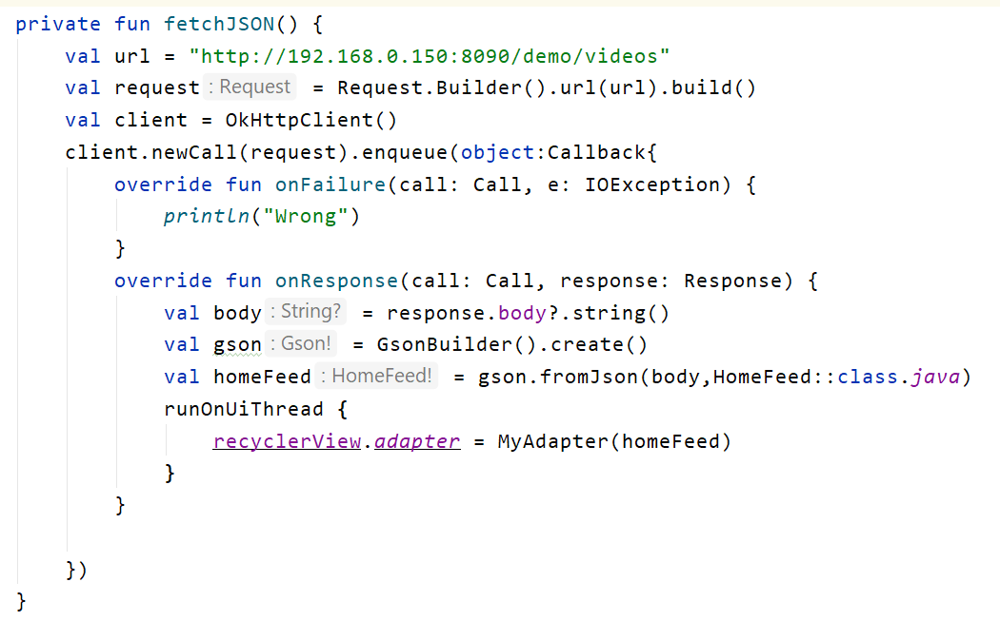 private fun fetchJSON() {
val url = "http://192.168.0.150:8090/demo/videos"
val request : Request = Request.Builder().url(url).build()
val client = OkHttpClient()
client.newCall(request).enqueue(object:Callback{
override fun onFailure(call: Call, e: IOException) {
println("Wrong")
}
override fun onResponse(call: Call, response: Response) {
val body : String? = response.body?.string()
val gson : Gson! = GsonBuilder().create()
val homeFeed : HomeFeed! = gson.fromJson(body,HomeFeed::class.java)
runOnUiThread {
recyclerView.adapter = MyAdapter(homeFeed)
}
}
})
}